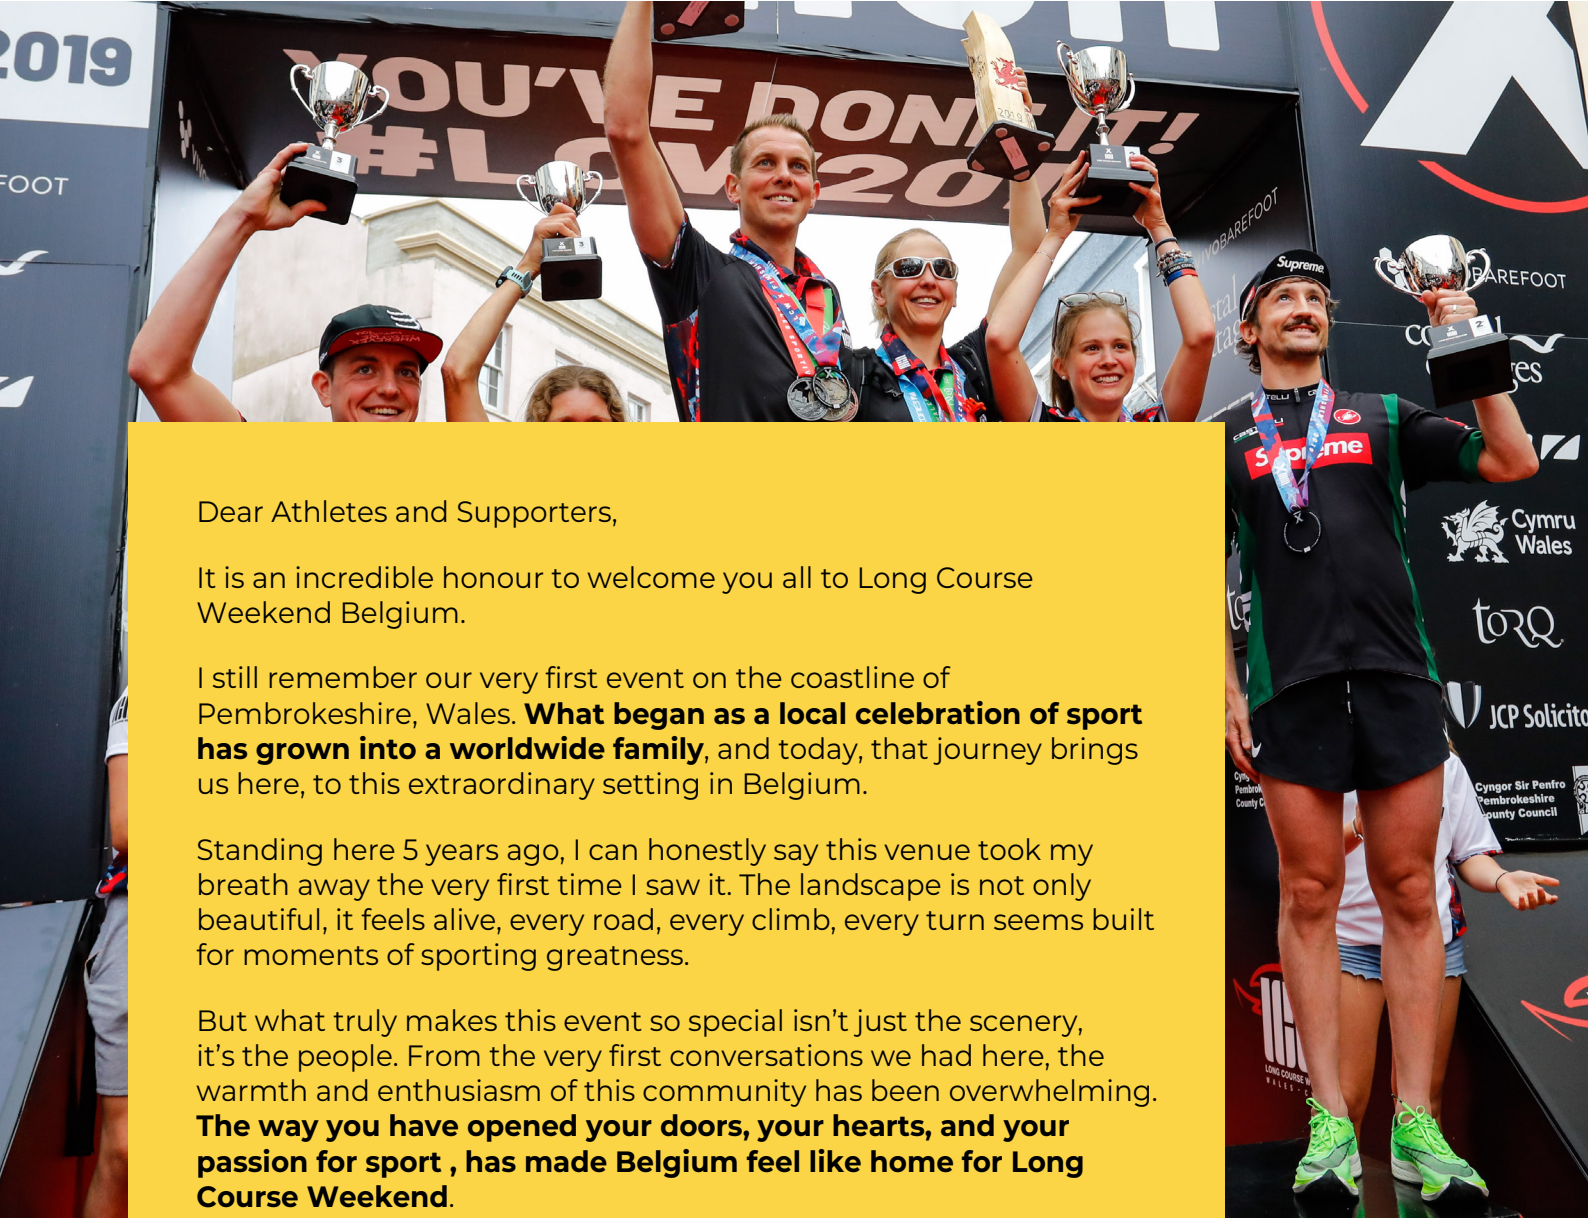 2019
FOOT
YOU'VE DONE IT!
#LCW20
2019
3
3
2
VIVOBAREFOOT
BAREFOOT
Supreme
CASTELLI
Supreme
Cymru
Wales
TORQ
JCP Solicito
Cyngor Sir Penfro
Pembrokeshire
County Council
LONG COURSE W
Dear Athletes and Supporters,
It is an incredible honour to welcome you all to Long Course
Weekend Belgium.
I still remember our very first event on the coastline of
Pembrokeshire, Wales. What began as a local celebration of sport
has grown into a worldwide family, and today, that journey brings
us here, to this extraordinary setting in Belgium.
Standing here 5 years ago, I can honestly say this venue took my
breath away the very first time I saw it. The landscape is not only
beautiful, it feels alive, every road, every climb, every turn seems built
for moments of sporting greatness.
But what truly makes this event so special isn't just the scenery,
it's the people. From the very first conversations we had here, the
warmth and enthusiasm of this community has been overwhelming.
The way you have opened your doors, your hearts, and your
passion for sport , has made Belgium feel like home for Long
Course Weekend.